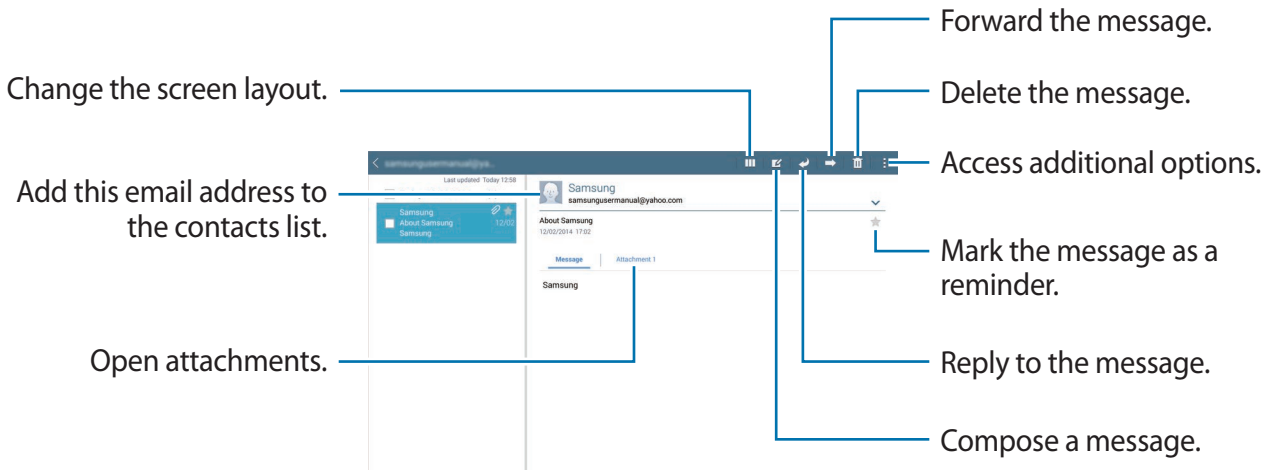 Forward the message.
Change the screen layout.
Delete the message.
Access additional options.
Last updated Today 12:58
Samsung
samsungusermanual@yahoo.com
Add this email address to
the contacts list.
Samsung
About Samsung 12/02
Samsung
About Samsung
12/02/2014 17:02
Mark the message as a
reminder.
Message Attachment 1
Samsung
Open attachments.
Reply to the message.
Compose a message.